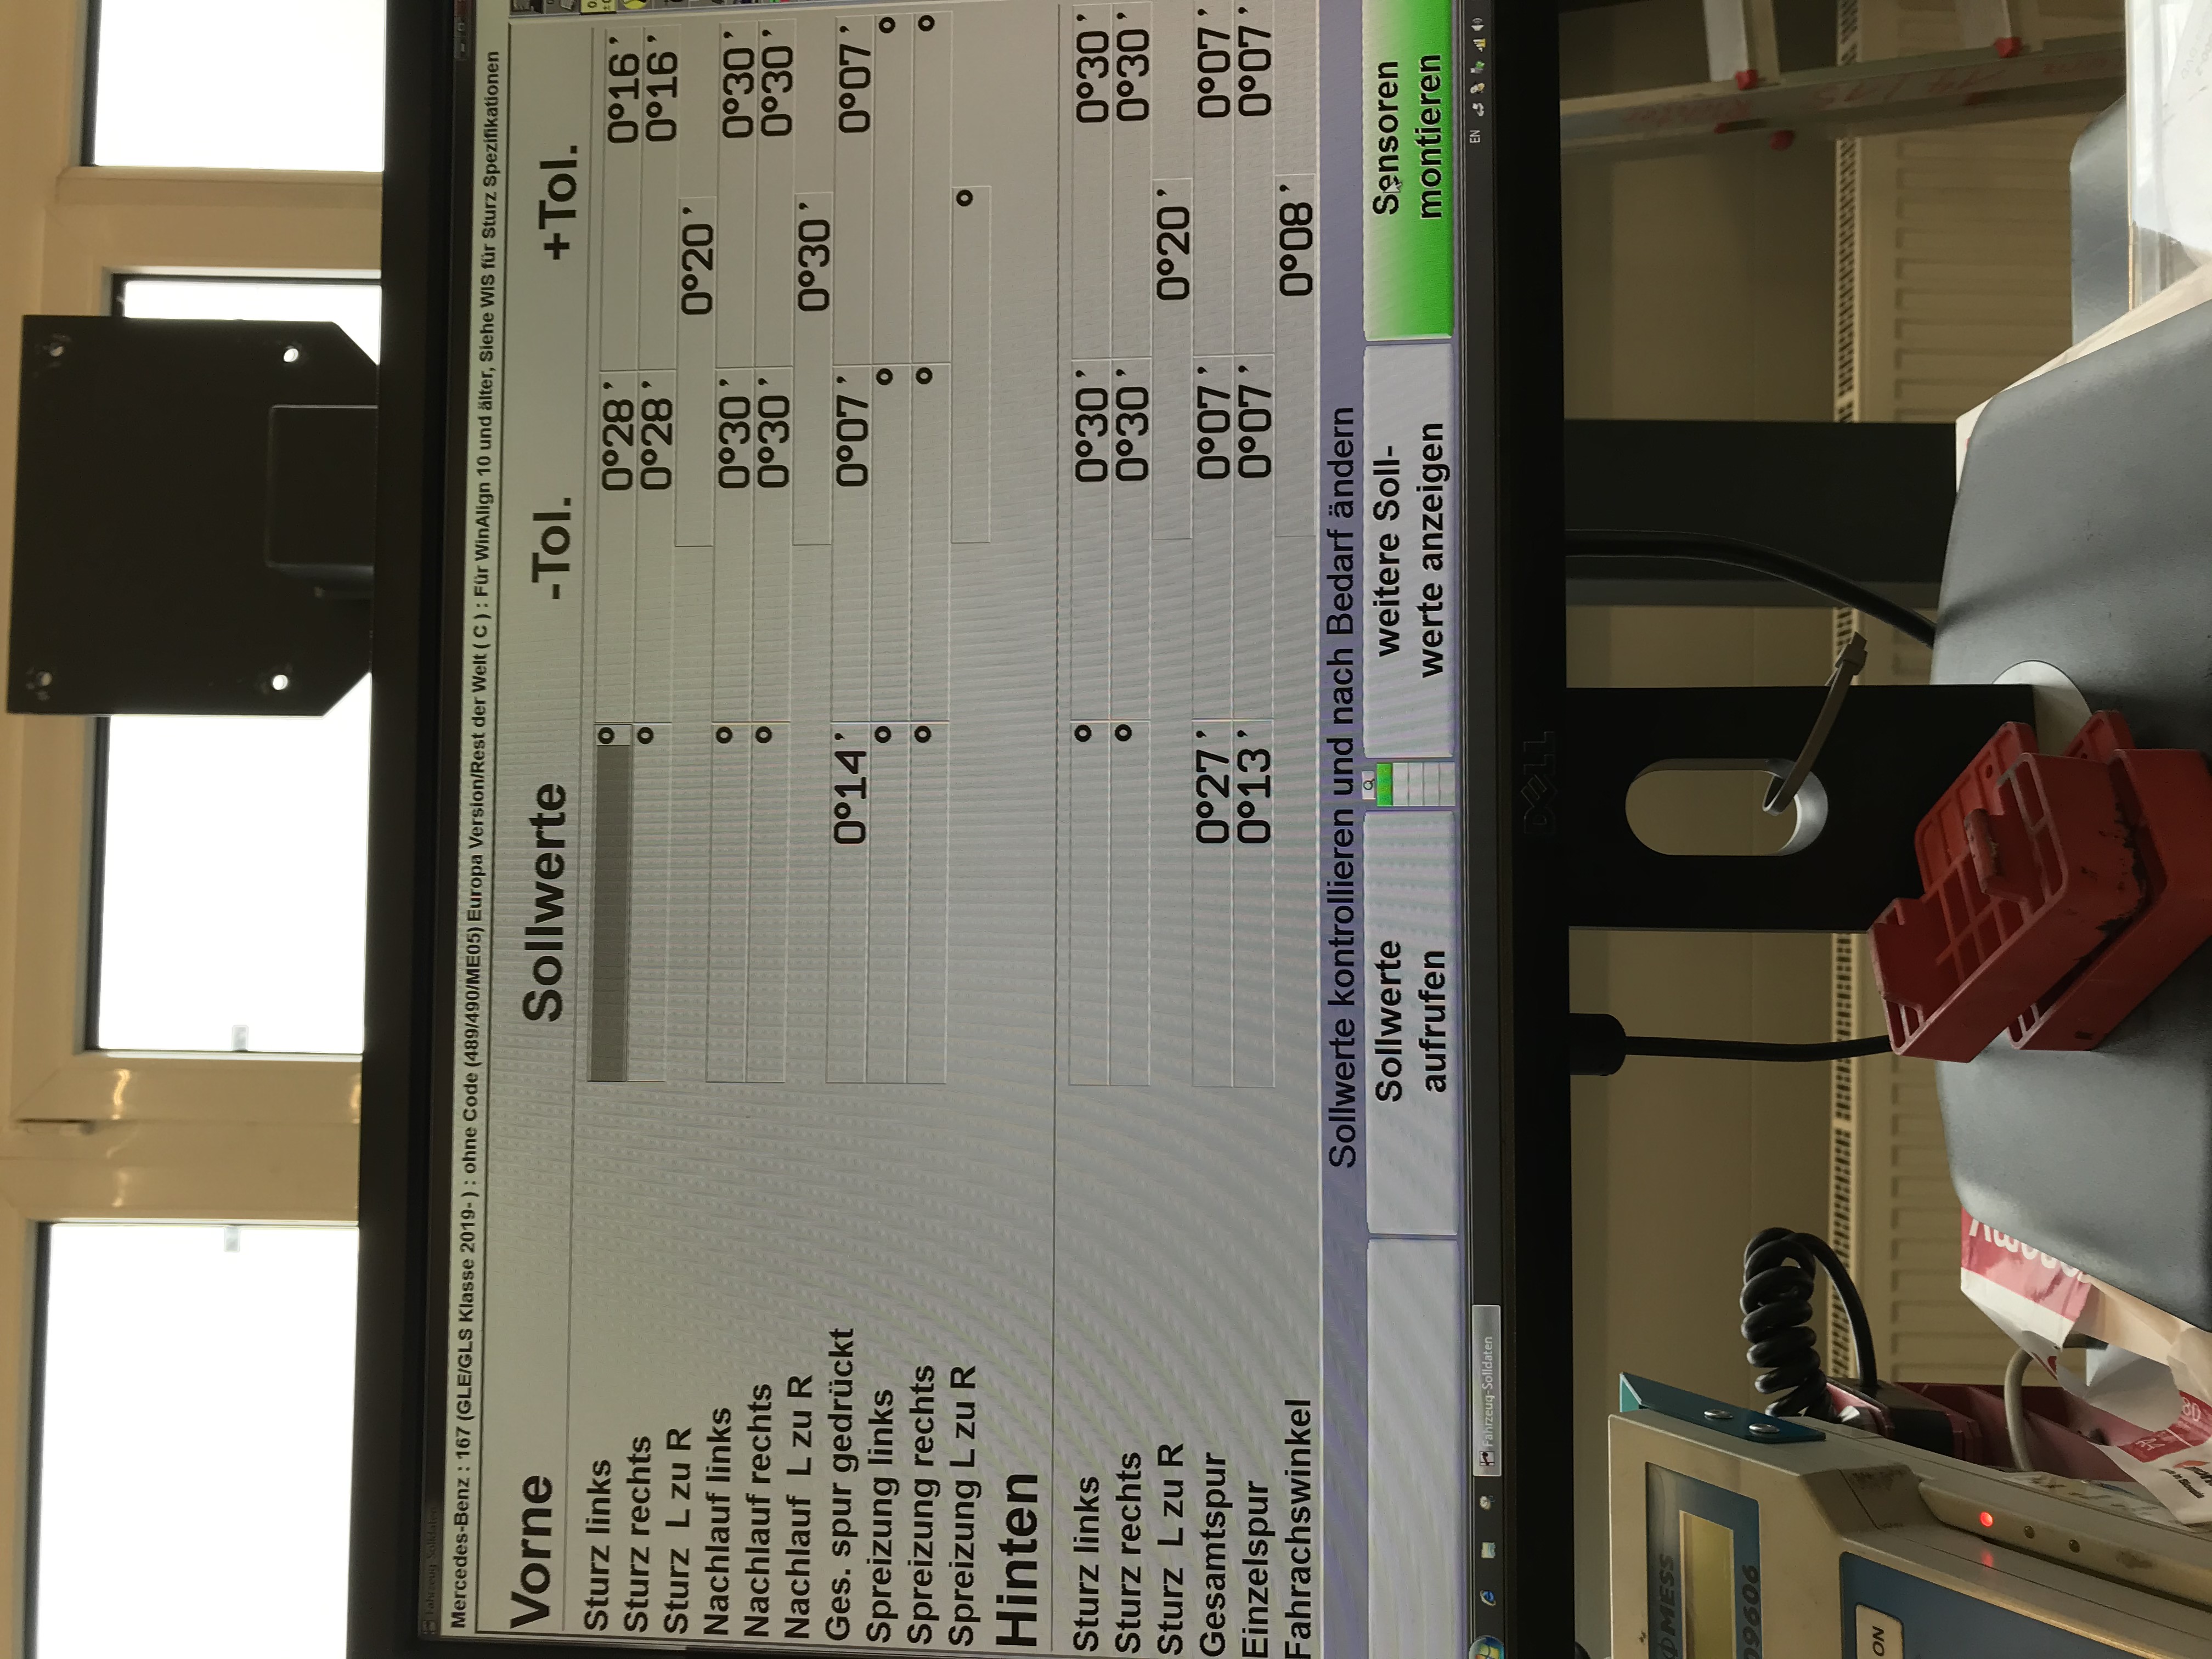 Fahrzeug-Solldaten
Mercedes-Benz : 167 (GLE/GLS Klasse 2019- ) : ohne Code (489/490/ME05) Europa Version/Rest der Welt ( C ) : Für WinAlign 10 und älter, Siehe WIS für Sturz Spezifikationen
Vorne Sollwerte -Tol. +Tol.
Sturz links ° 0°28' 0°16'
Sturz rechts ° 0°28' 0°16'
Sturz L zu R 0°20'
Nachlauf links ° 0°30' 0°30'
Nachlauf rechts ° 0°30' 0°30'
Nachlauf L zu R 0°30'
Ges. spur gedrückt 0°14' 0°07' 0°07'
Spreizung links ° ° °
Spreizung rechts ° ° °
Spreizung L zu R °
Hinten
Sturz links ° 0°30' 0°30'
Sturz rechts ° 0°30' 0°30'
Sturz L zu R 0°20'
Gesamtspur 0°27' 0°07' 0°07'
Einzelspur 0°13' 0°07' 0°07'
Fahrachswinkel 0°08'
Sollwerte kontrollieren und nach Bedarf ändern
Sollwerte
aufrufen
weitere Soll-
werte anzeigen
Sensoren
montieren
Fahrzeug-Solldaten
EN
DELL
MESS
09606
ON